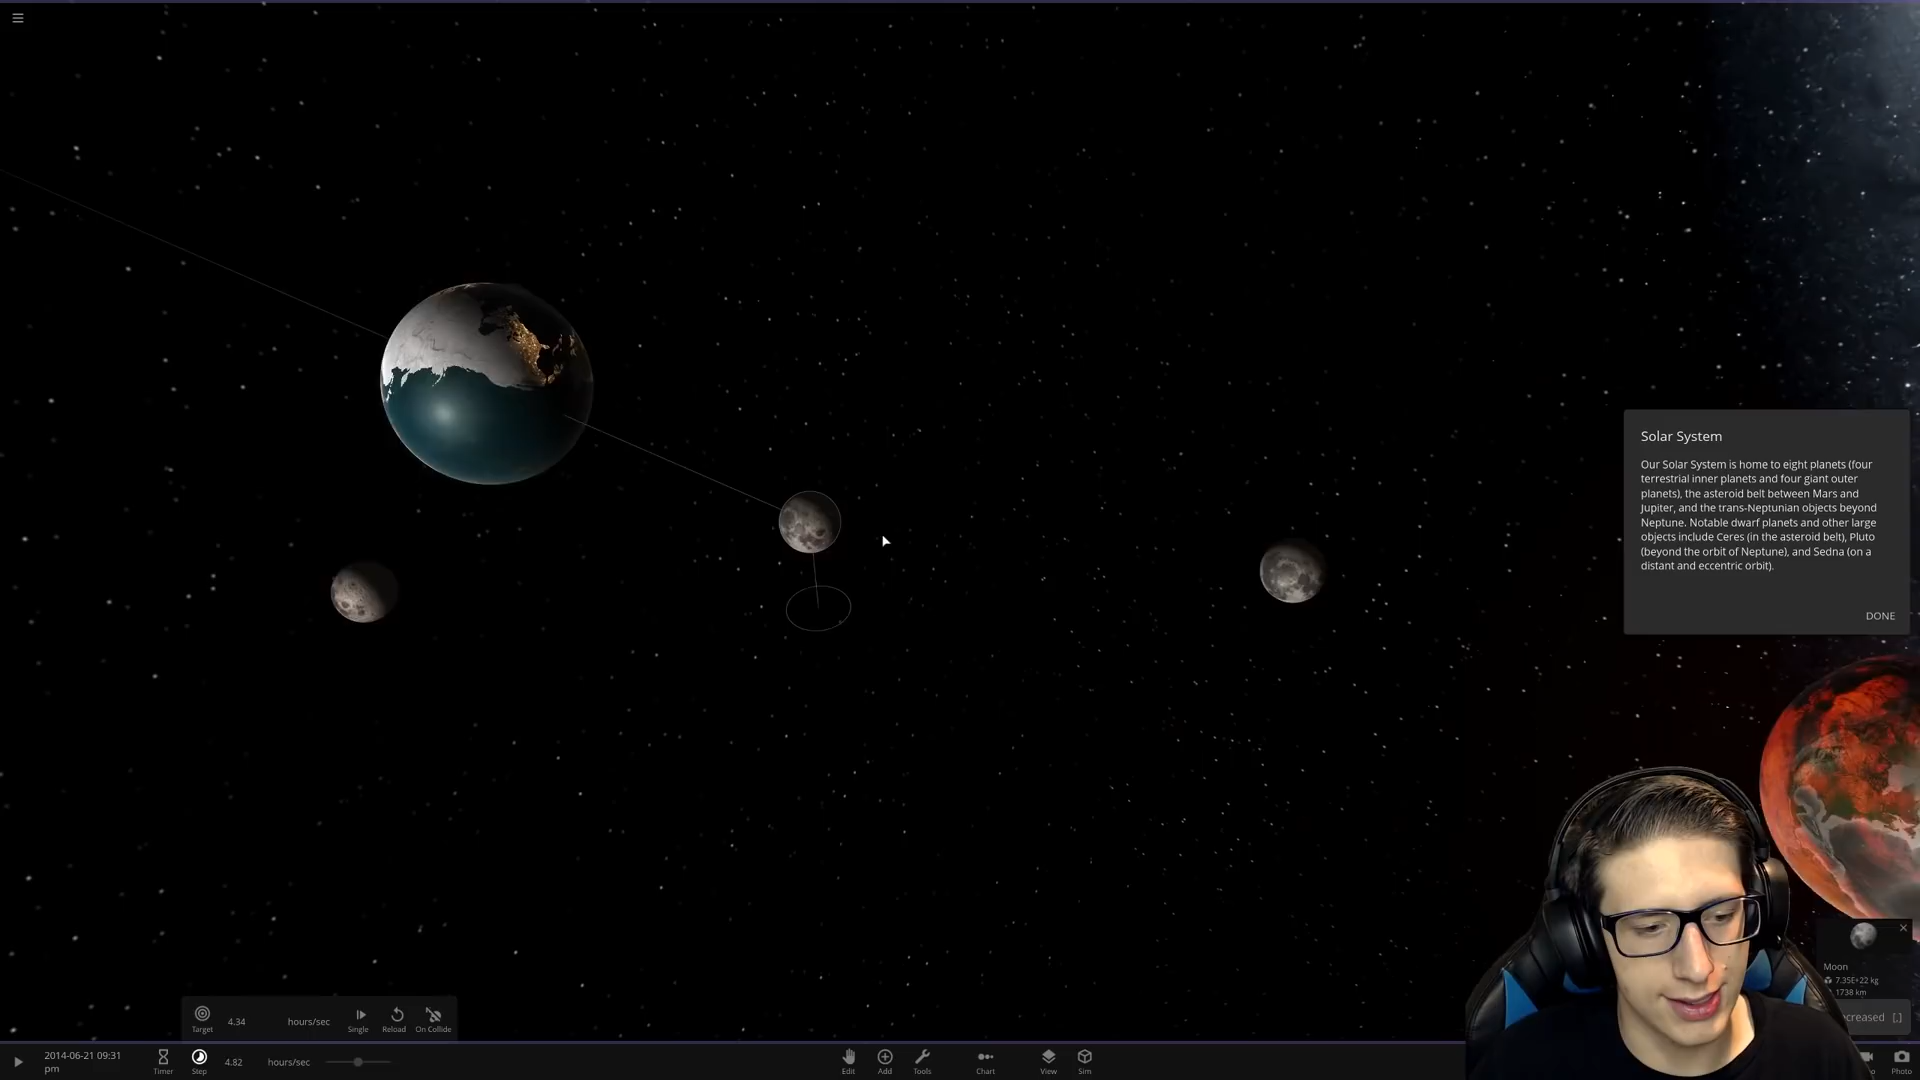 Solar System
Our Solar System is home to eight planets (four
terrestrial inner planets and four giant outer
planets), the asteroid belt between Mars and
Jupiter, and the trans-Neptunian objects beyond
Neptune. Notable dwarf planets and other large
objects include Ceres (in the asteroid belt), Pluto
(beyond the orbit of Neptune), and Sedna (on a
distant and eccentric orbit).
DONE
Moon
7.35E+22 kg
1738 km
creased [,]
4.34 hours/sec
Target Single Reload On Collide
2014-06-21 09:31
pm
4.82 hours/sec
Timer Step Edit Add Tools Chart View Sim Photo